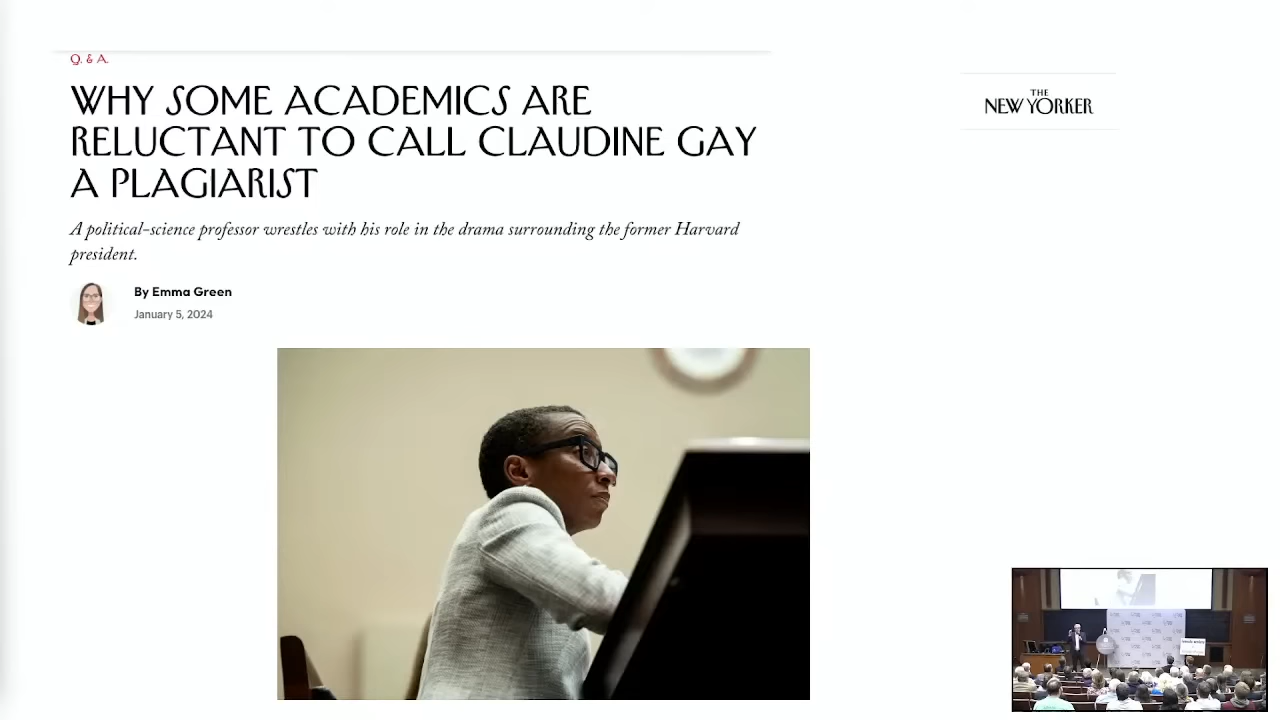 Q. & A.
WHY SOME ACADEMICS ARE
RELUCTANT TO CALL CLAUDINE GAY
A PLAGIARIST
A political-science professor wrestles with his role in the drama surrounding the former Harvard
president.
By Emma Green
January 5, 2024
THE
NEW YORKER